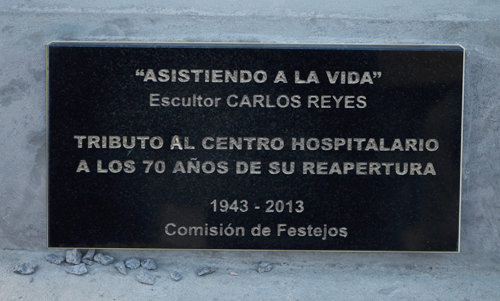 “ASISTIENDO A LA VIDA”
Escultor CARLOS REYES
TRIBUTO AL CENTRO HOSPITALARIO
A LOS 70 AÑOS DE SU REAPERTURA
1943 - 2013
Comisión de Festejos